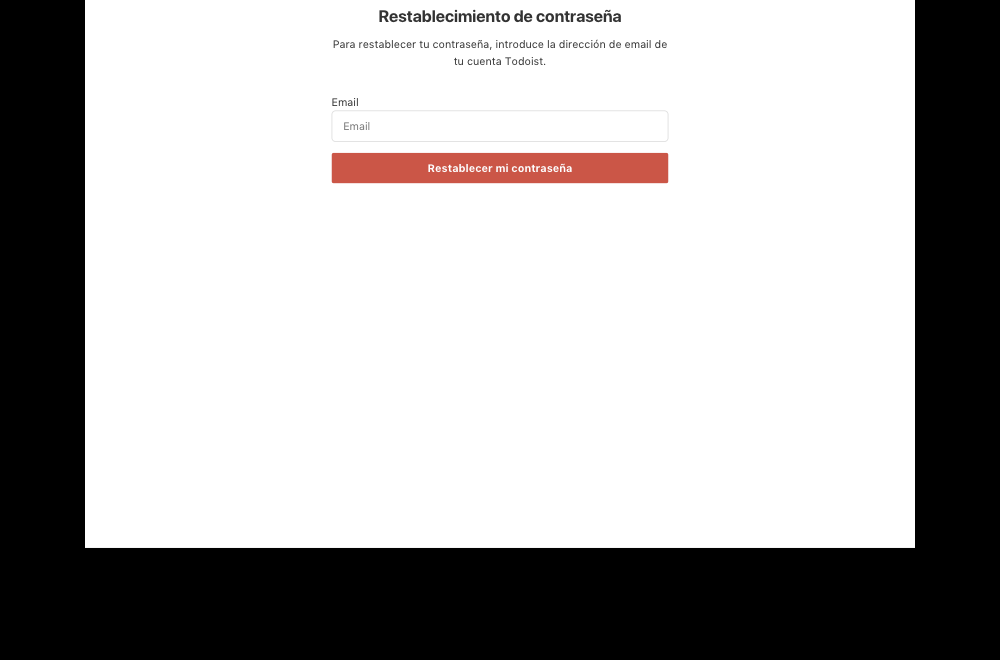 Restablecimiento de contraseña
Para restablecer tu contraseña, introduce la dirección de email de
tu cuenta Todoist.
Email
Email
Restablecer mi contraseña